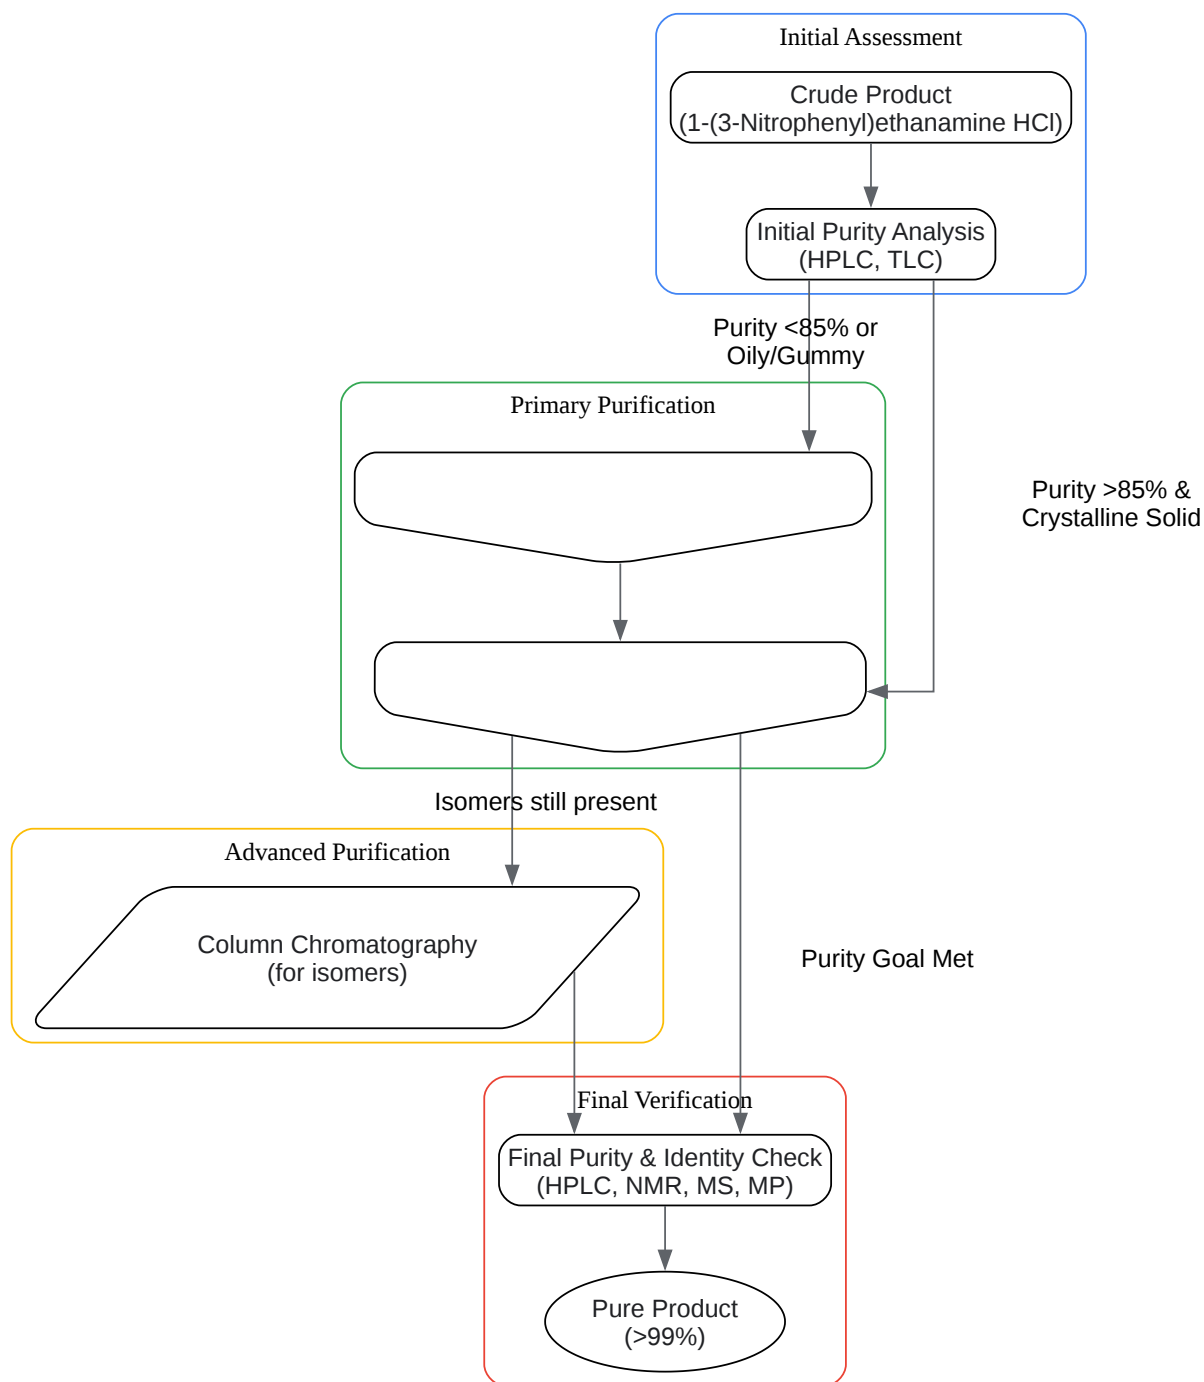 Initial Assessment
Crude Product
(1-(3-Nitrophenyl)ethanamine HCl)
Initial Purity Analysis
(HPLC, TLC)
Purity <85% or
Oily/Gummy
Primary Purification
Purity >85% &
Crystalline Solid
Isomers still present
Advanced Purification
Column Chromatography
(for isomers)
Purity Goal Met
Final Verification
Final Purity & Identity Check
(HPLC, NMR, MS, MP)
Pure Product
(>99%)